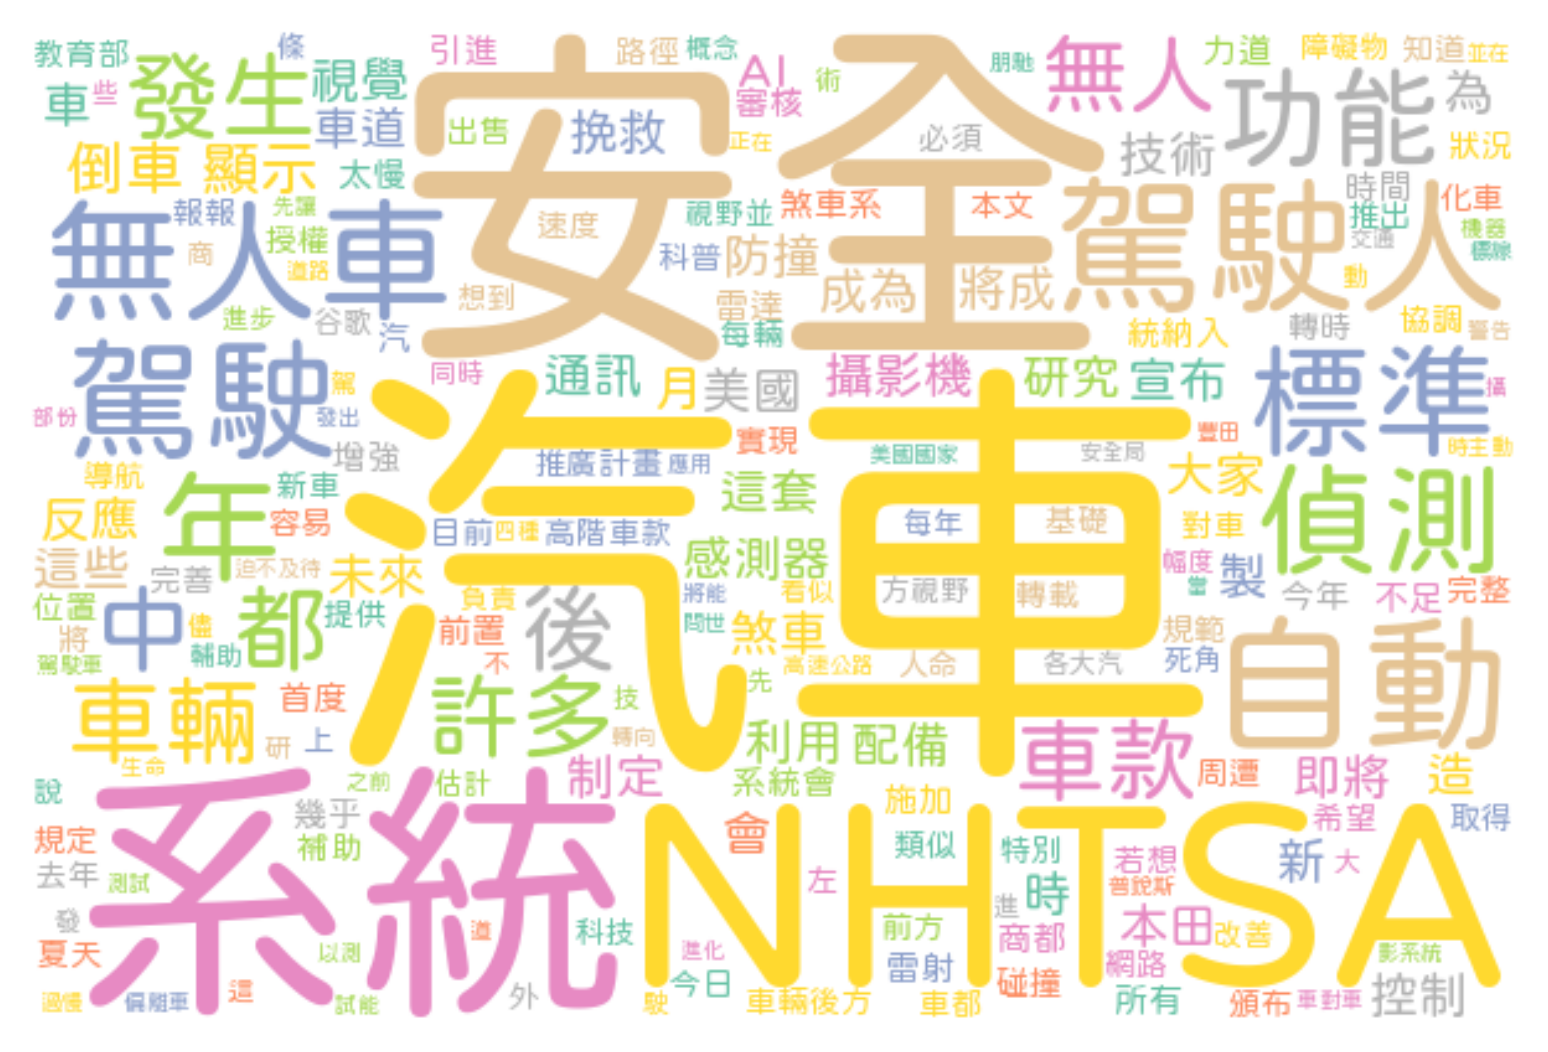 教育部
條
引進
路徑
概念
AI
術
朋馳
無人
力道
障礙物
知道
並在
車
些
發生
視覺
安全
審核
功能
為
車道
出售
挽救
正在
必須
技術
狀況
倒車
顯示
太慢
視野並
煞車系
本文
駕駛人
時間
化車
無人車
報報
先讓
授權
商
道路
速度
科普
防撞
推出
交通
機器
標線
想到
雷達
成為
將成
動
進步
谷歌
汽
每輛
統納入
轉時
協調
警告
駕駛
駕
同時
通訊
月
美國
攝影機
研究
宣布
標準
攝
部份
發出
汽車
實現
豐田
時主動
增強
推廣計畫
應用
美國國家
安全局
大家
導航
新車
年
這套
偵測
反應
容易
目前
四種
高階車款
每年
基礎
對車
這些
完善
迫不及待
未來
感測器
幅度
製
位置
中
儘
都
提供
負責
後
將能
看似
方視野
轉載
今年
不足
完整
將
輔助
前置
問世
煞車
規範
自動
駕駛車
不
高速公路
人命
各大汽
死角
車輛
首度
許多
技
先
研
上
轉向
利用
配備
車款
周遭
即將
造
生命
之前
估計
制定
系統會
說
系統
幾乎
施加
NHTSA
希望
取得
規定
補助
會
類似
特別
若想
新
大
去年
測試
左
時
普銳斯
發
道
科技
進
前方
商都
本田
改善
夏天
以測
進化
雷射
網路
影系統
過慢
偏離車
這
試能
外
駛
今日
車輛後方
車都
碰撞
所有
頒布
車對車
控制